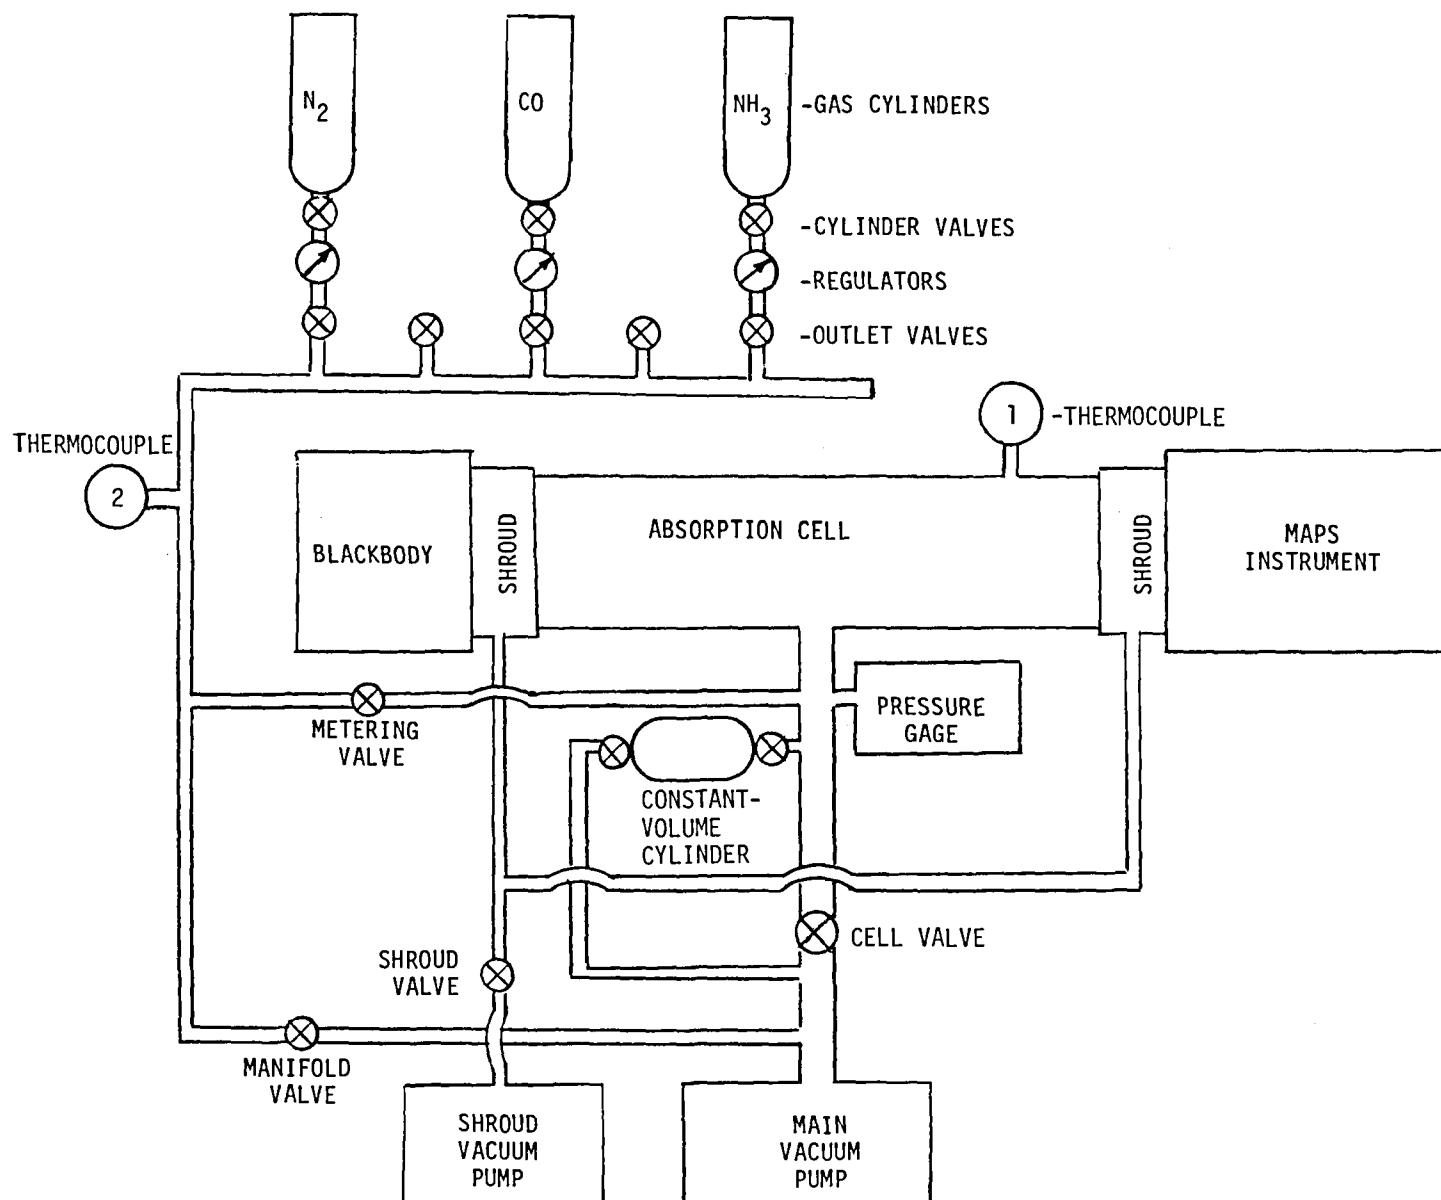 N2
CO
NH3
-GAS CYLINDERS
-CYLINDER VALVES
-REGULATORS
-OUTLET VALVES
1
-THERMOCOUPLE
THERMOCOUPLE
2
BLACKBODY
SHROUD
ABSORPTION CELL
SHROUD
MAPS
INSTRUMENT
METERING
VALVE
PRESSURE
GAGE
CONSTANT-
VOLUME
CYLINDER
CELL VALVE
SHROUD
VALVE
MANIFOLD
VALVE
SHROUD
VACUUM
PUMP
MAIN
VACUUM
PUMP